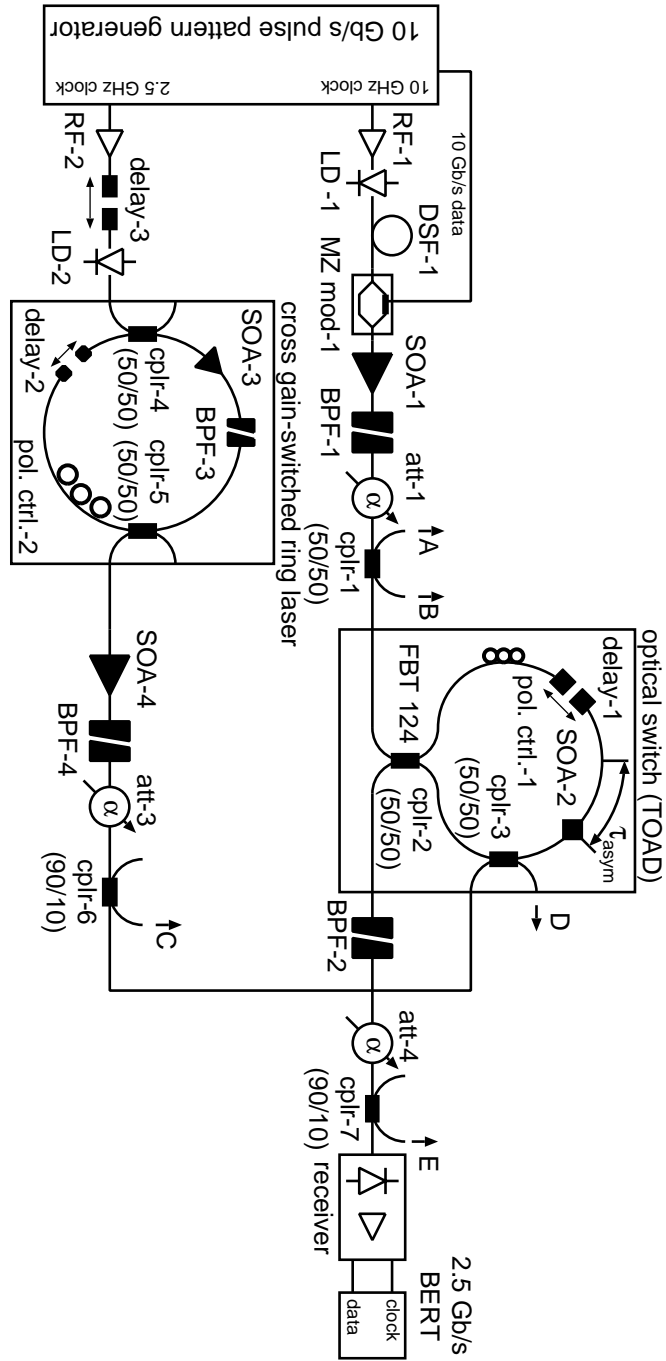 10 Gb/s pulse pattern generator
10 GHz clock
2.5 GHz clock
10 Gb/s data
RF-1
LD -1
DSF-1
MZ mod-1
SOA-1
BPF-1
att-1
α
cplr-1
(50/50)
A
B
optical switch (TOAD)
delay-1
pol. ctrl.-1
SOA-2
τasym
FBT 124
cplr-3
(50/50)
cplr-2
(50/50)
D
BPF-2
att-4
α
cplr-7
(90/10)
E
receiver
2.5 Gb/s
BERT
clock
data
RF-2
delay-3
LD-2
cross gain-switched ring laser
SOA-3
BPF-3
cplr-4
(50/50)
cplr-5
(50/50)
delay-2
pol. ctrl.-2
SOA-4
BPF-4
att-3
α
cplr-6
(90/10)
C